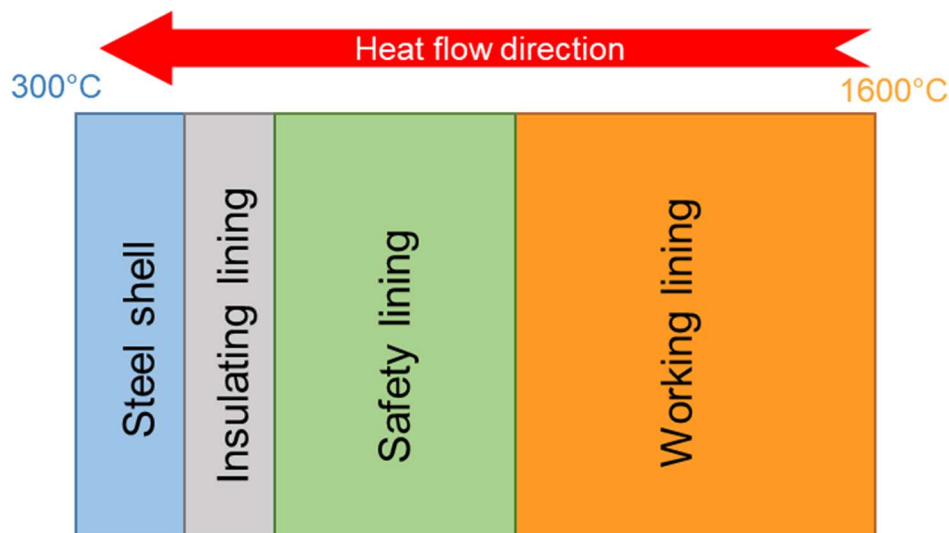 Heat flow direction
300°C
1600°C
Steel shell
Insulating lining
Safety lining
Working lining